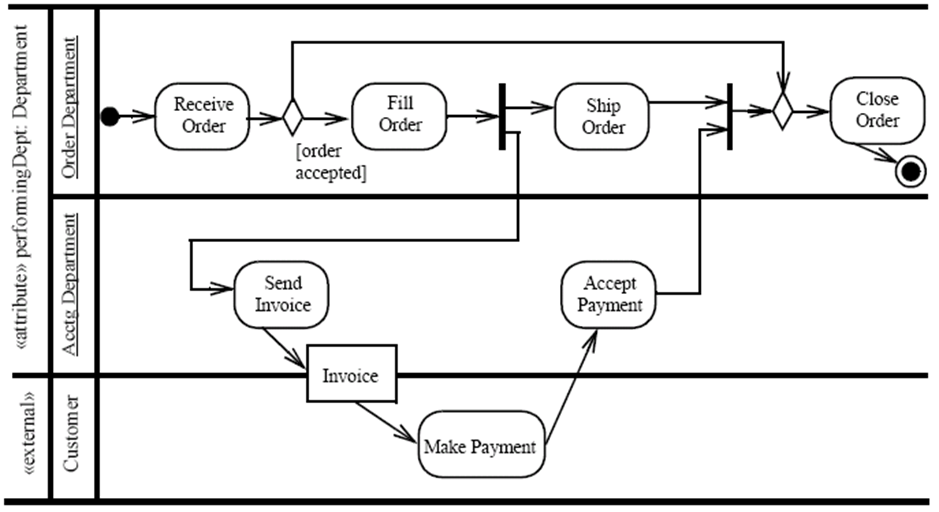 «attribute» performingDept: Department
«external»
Order Department
Acctg Department
Customer
Receive
Order
[order
accepted]
Fill
Order
Ship
Order
Close
Order
Send
Invoice
Accept
Payment
Invoice
Make Payment